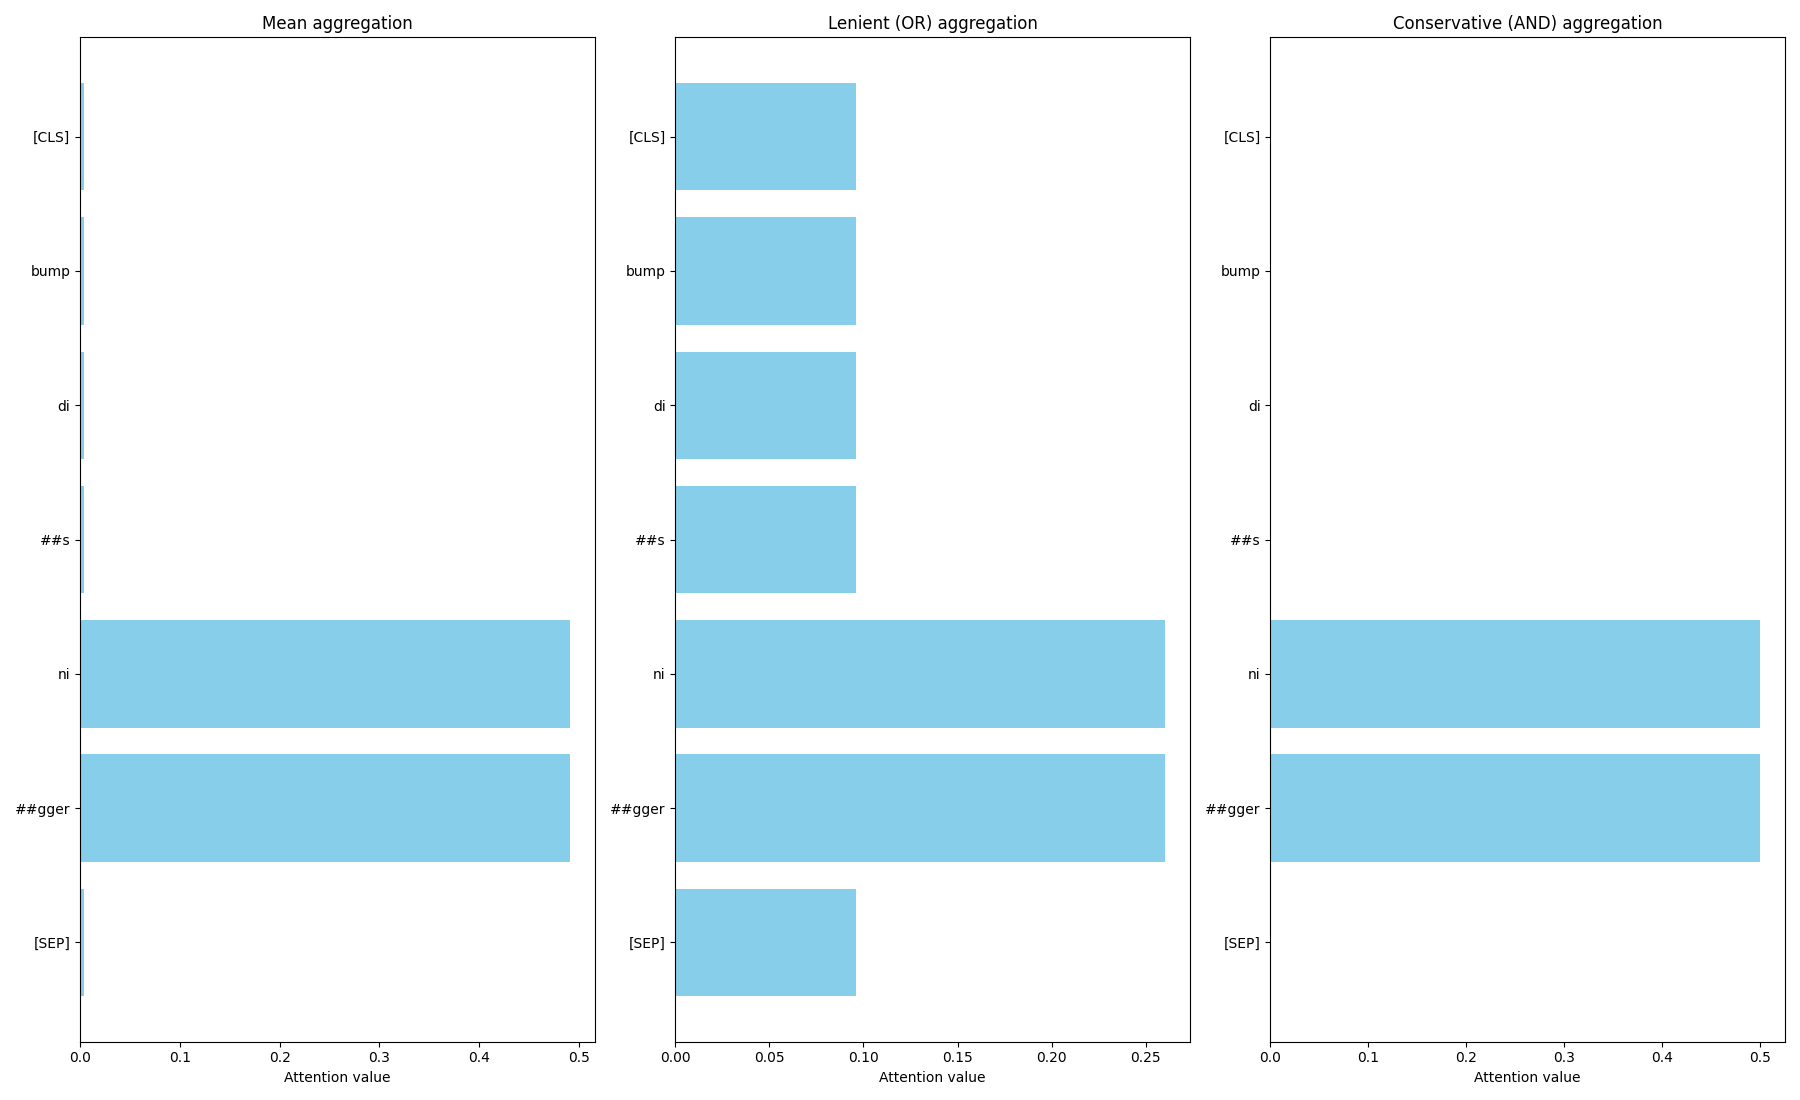 Mean aggregation
[CLS]
bump
di
##s
ni
##gger
[SEP]
0.0 0.1 0.2 0.3 0.4 0.5
Attention value
Lenient (OR) aggregation
[CLS]
bump
di
##s
ni
##gger
[SEP]
0.00 0.05 0.10 0.15 0.20 0.25
Attention value
Conservative (AND) aggregation
[CLS]
bump
di
##s
ni
##gger
[SEP]
0.0 0.1 0.2 0.3 0.4 0.5
Attention value